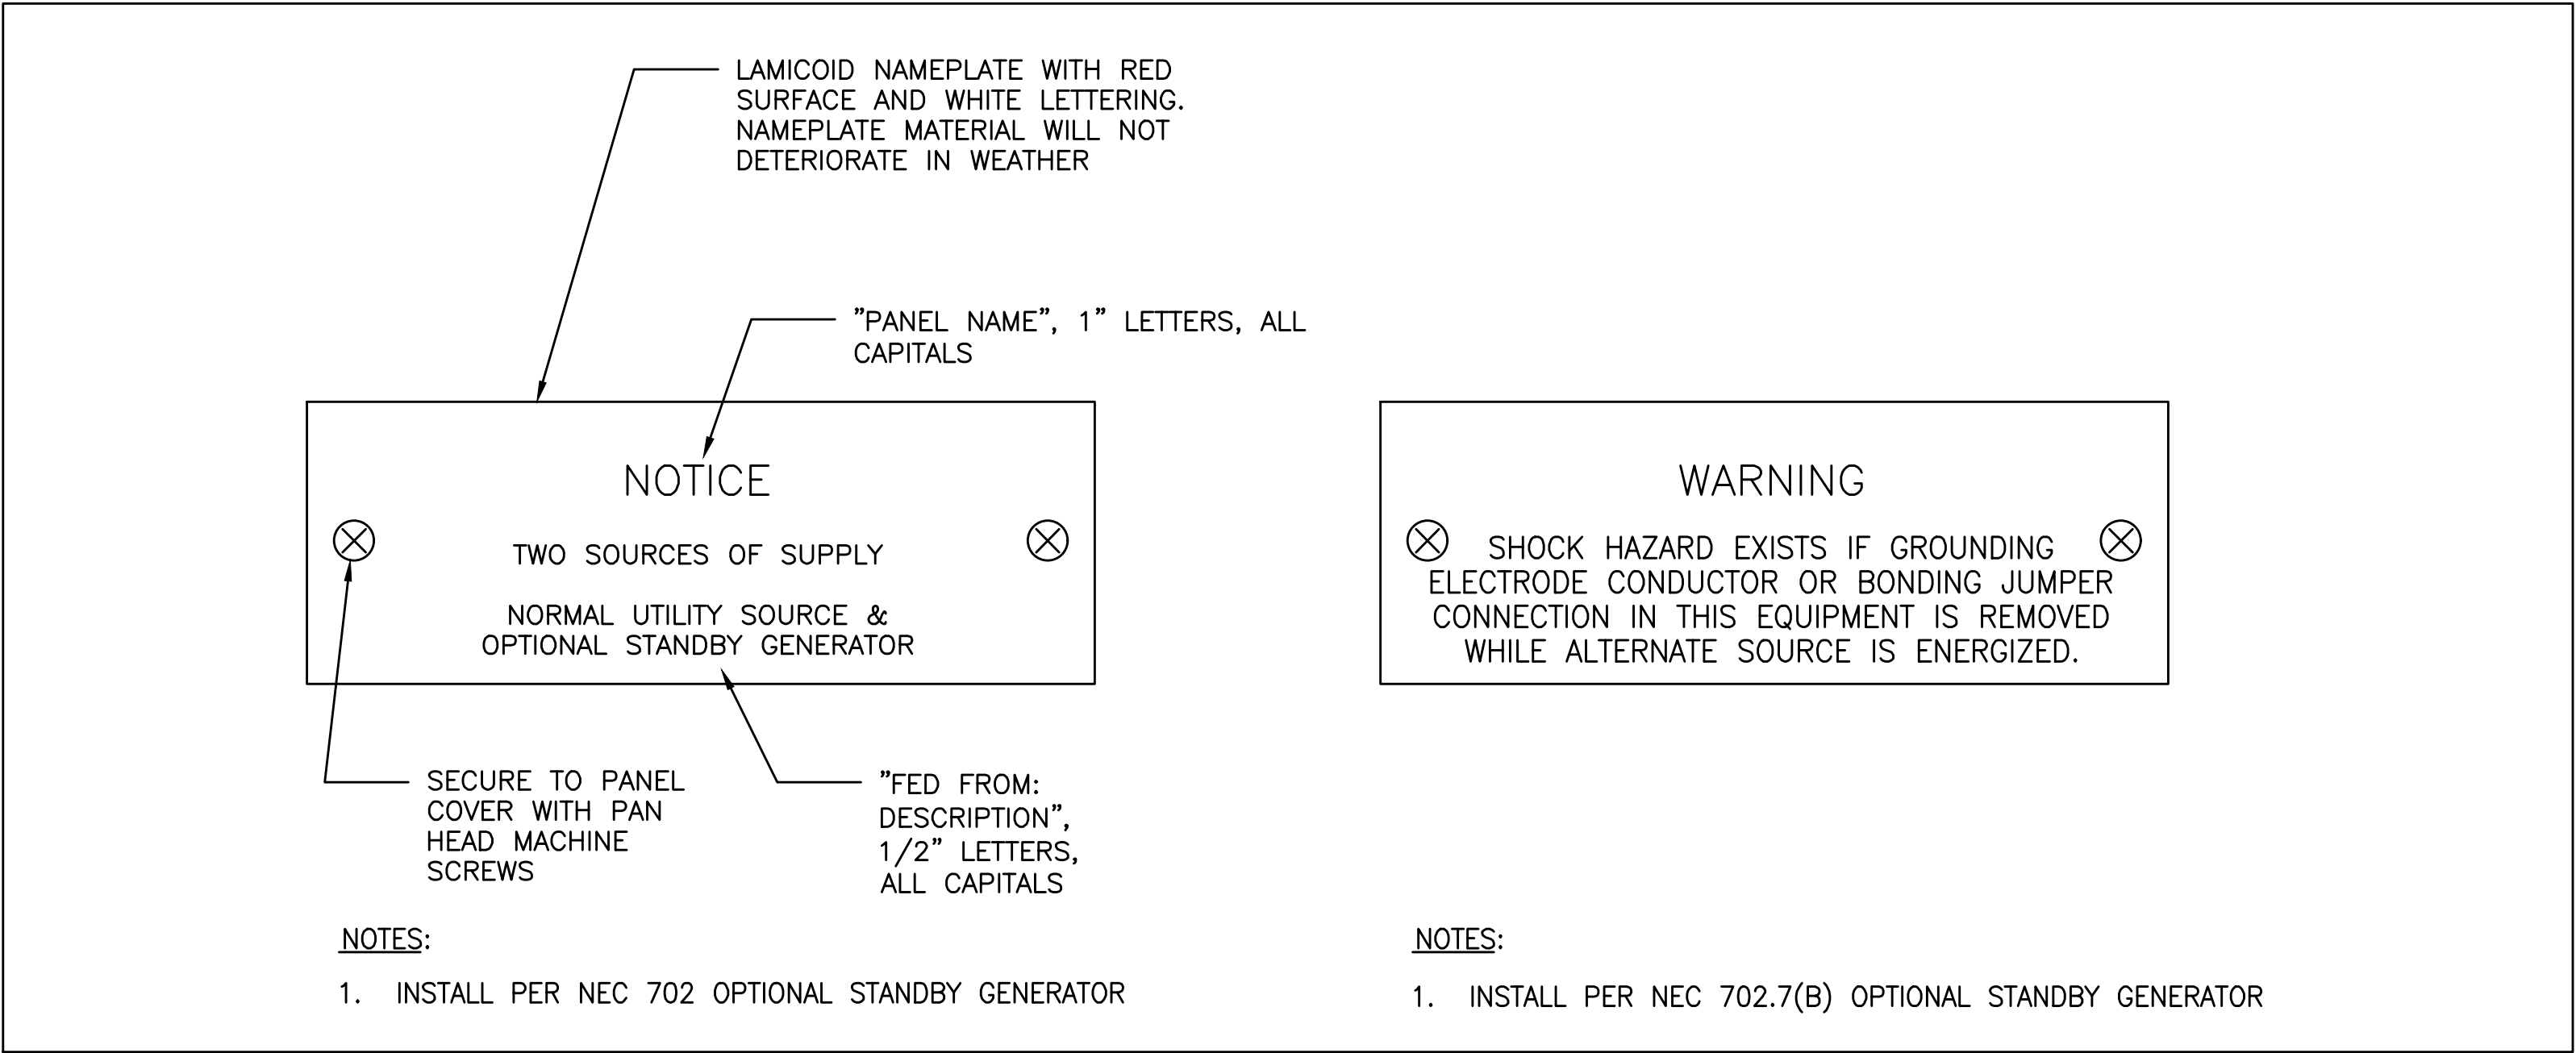 LAMICOID NAMEPLATE WITH RED
SURFACE AND WHITE LETTERING.
NAMEPLATE MATERIAL WILL NOT
DETERIORATE IN WEATHER
"PANEL NAME", 1" LETTERS, ALL
CAPITALS
NOTICE
TWO SOURCES OF SUPPLY
NORMAL UTILITY SOURCE &
OPTIONAL STANDBY GENERATOR
SECURE TO PANEL
COVER WITH PAN
HEAD MACHINE
SCREWS
"FED FROM:
DESCRIPTION",
1/2" LETTERS,
ALL CAPITALS
NOTES:
1. INSTALL PER NEC 702 OPTIONAL STANDBY GENERATOR
WARNING
SHOCK HAZARD EXISTS IF GROUNDING
ELECTRODE CONDUCTOR OR BONDING JUMPER
CONNECTION IN THIS EQUIPMENT IS REMOVED
WHILE ALTERNATE SOURCE IS ENERGIZED.
NOTES:
1. INSTALL PER NEC 702.7(B) OPTIONAL STANDBY GENERATOR